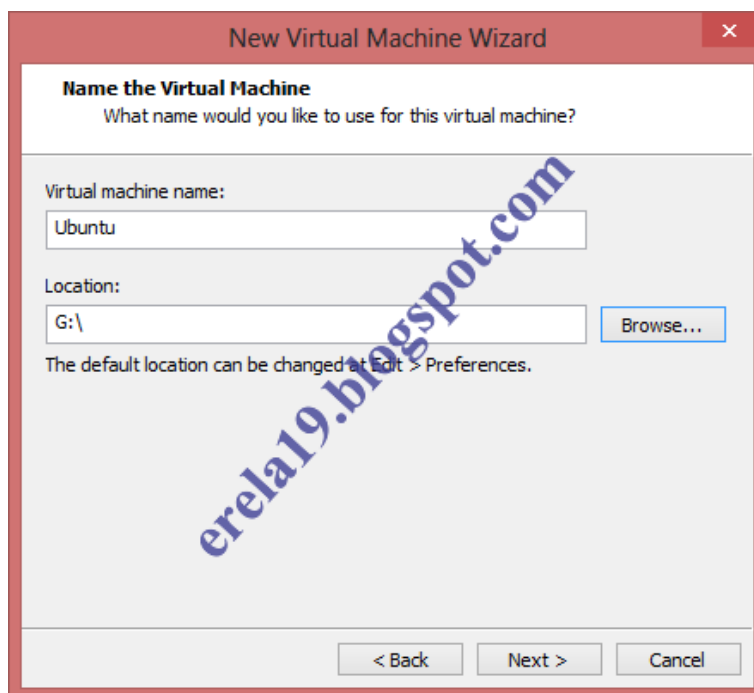 New Virtual Machine Wizard
Name the Virtual Machine
What name would you like to use for this virtual machine?
Virtual machine name:
Ubuntu
Location:
G:\
Browse...
The default location can be changed at Edit > Preferences.
erela19.blogspot.com
< Back
Next >
Cancel